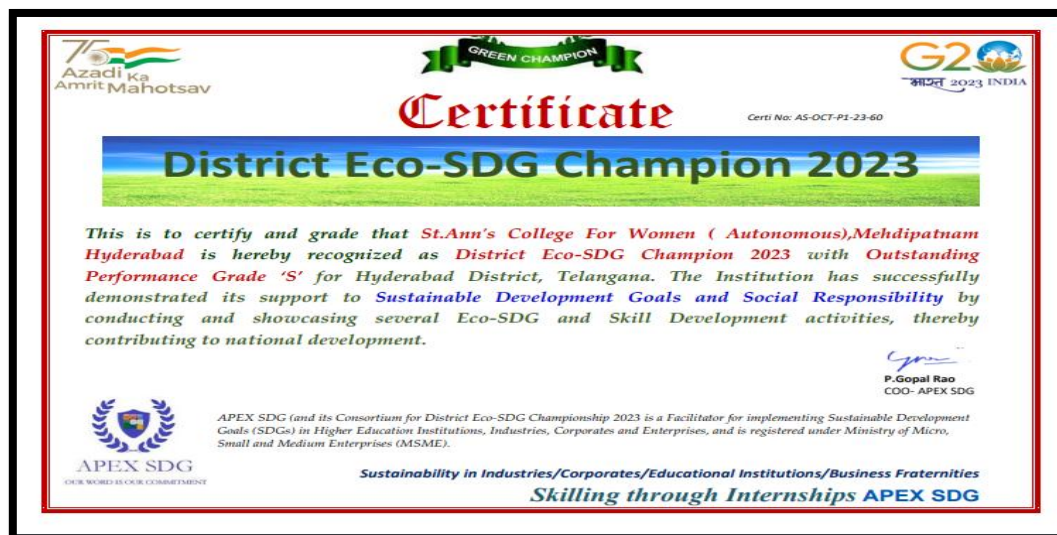 75
Azadi Ka
Amrit Mahotsav
GREEN CHAMPION
G20
भारत 2023 INDIA
Certificate
Certi No: AS-OCT-P1-23-60
District Eco-SDG Champion 2023
This is to certify and grade that St.Ann's College For Women ( Autonomous),Mehdipatnam
Hyderabad is hereby recognized as District Eco-SDG Champion 2023 with Outstanding
Performance Grade ‘S’ for Hyderabad District, Telangana. The Institution has successfully
demonstrated its support to Sustainable Development Goals and Social Responsibility by
conducting and showcasing several Eco-SDG and Skill Development activities, thereby
contributing to national development.
P.Gopal Rao
COO- APEX SDG
APEX SDG (and its Consortium for District Eco-SDG Championship 2023 is a Facilitator for implementing Sustainable Development
Goals (SDGs) in Higher Education Institutions, Industries, Corporates and Enterprises, and is registered under Ministry of Micro,
Small and Medium Enterprises (MSME).
APEX SDG
OUR WORD IS OUR COMMITMENT
Sustainability in Industries/Corporates/Educational Institutions/Business Fraternities
Skilling through Internships APEX SDG